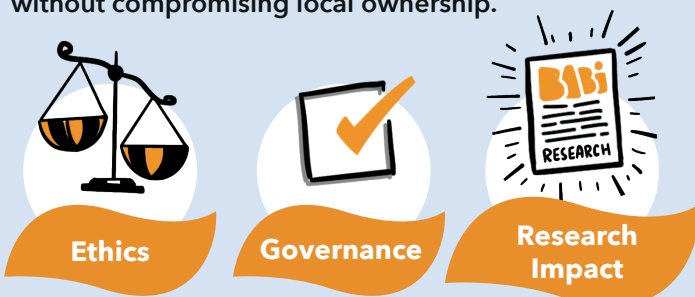 without compromising local ownership.
BABi
RESEARCH
Ethics
Governance
Research
Impact